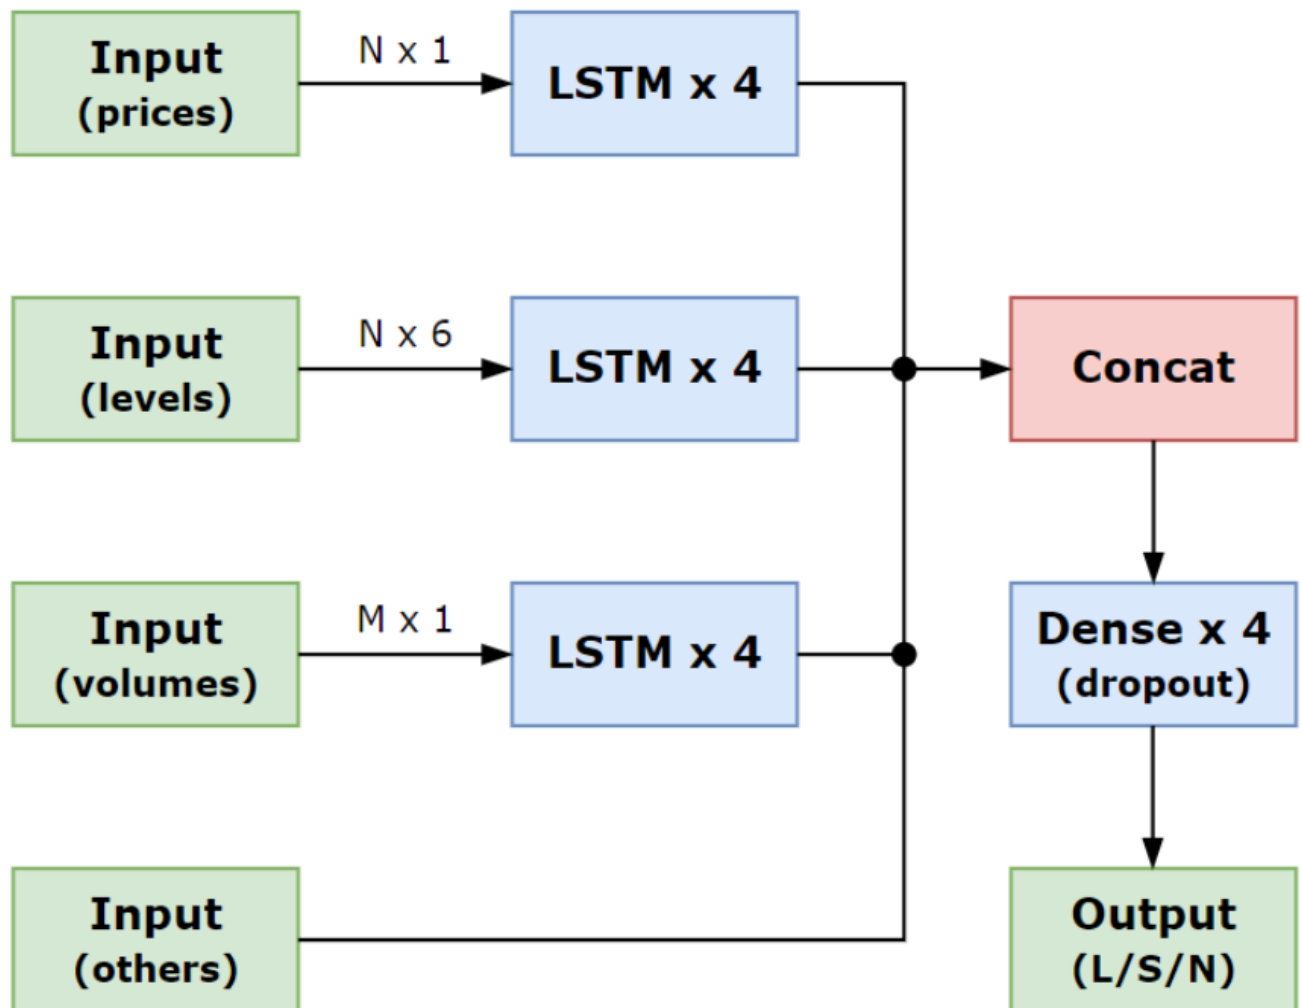 Input
(prices)
N x 1
LSTM x 4
Input
(levels)
N x 6
LSTM x 4
Concat
Input
(volumes)
M x 1
LSTM x 4
Dense x 4
(dropout)
Input
(others)
Output
(L/S/N)